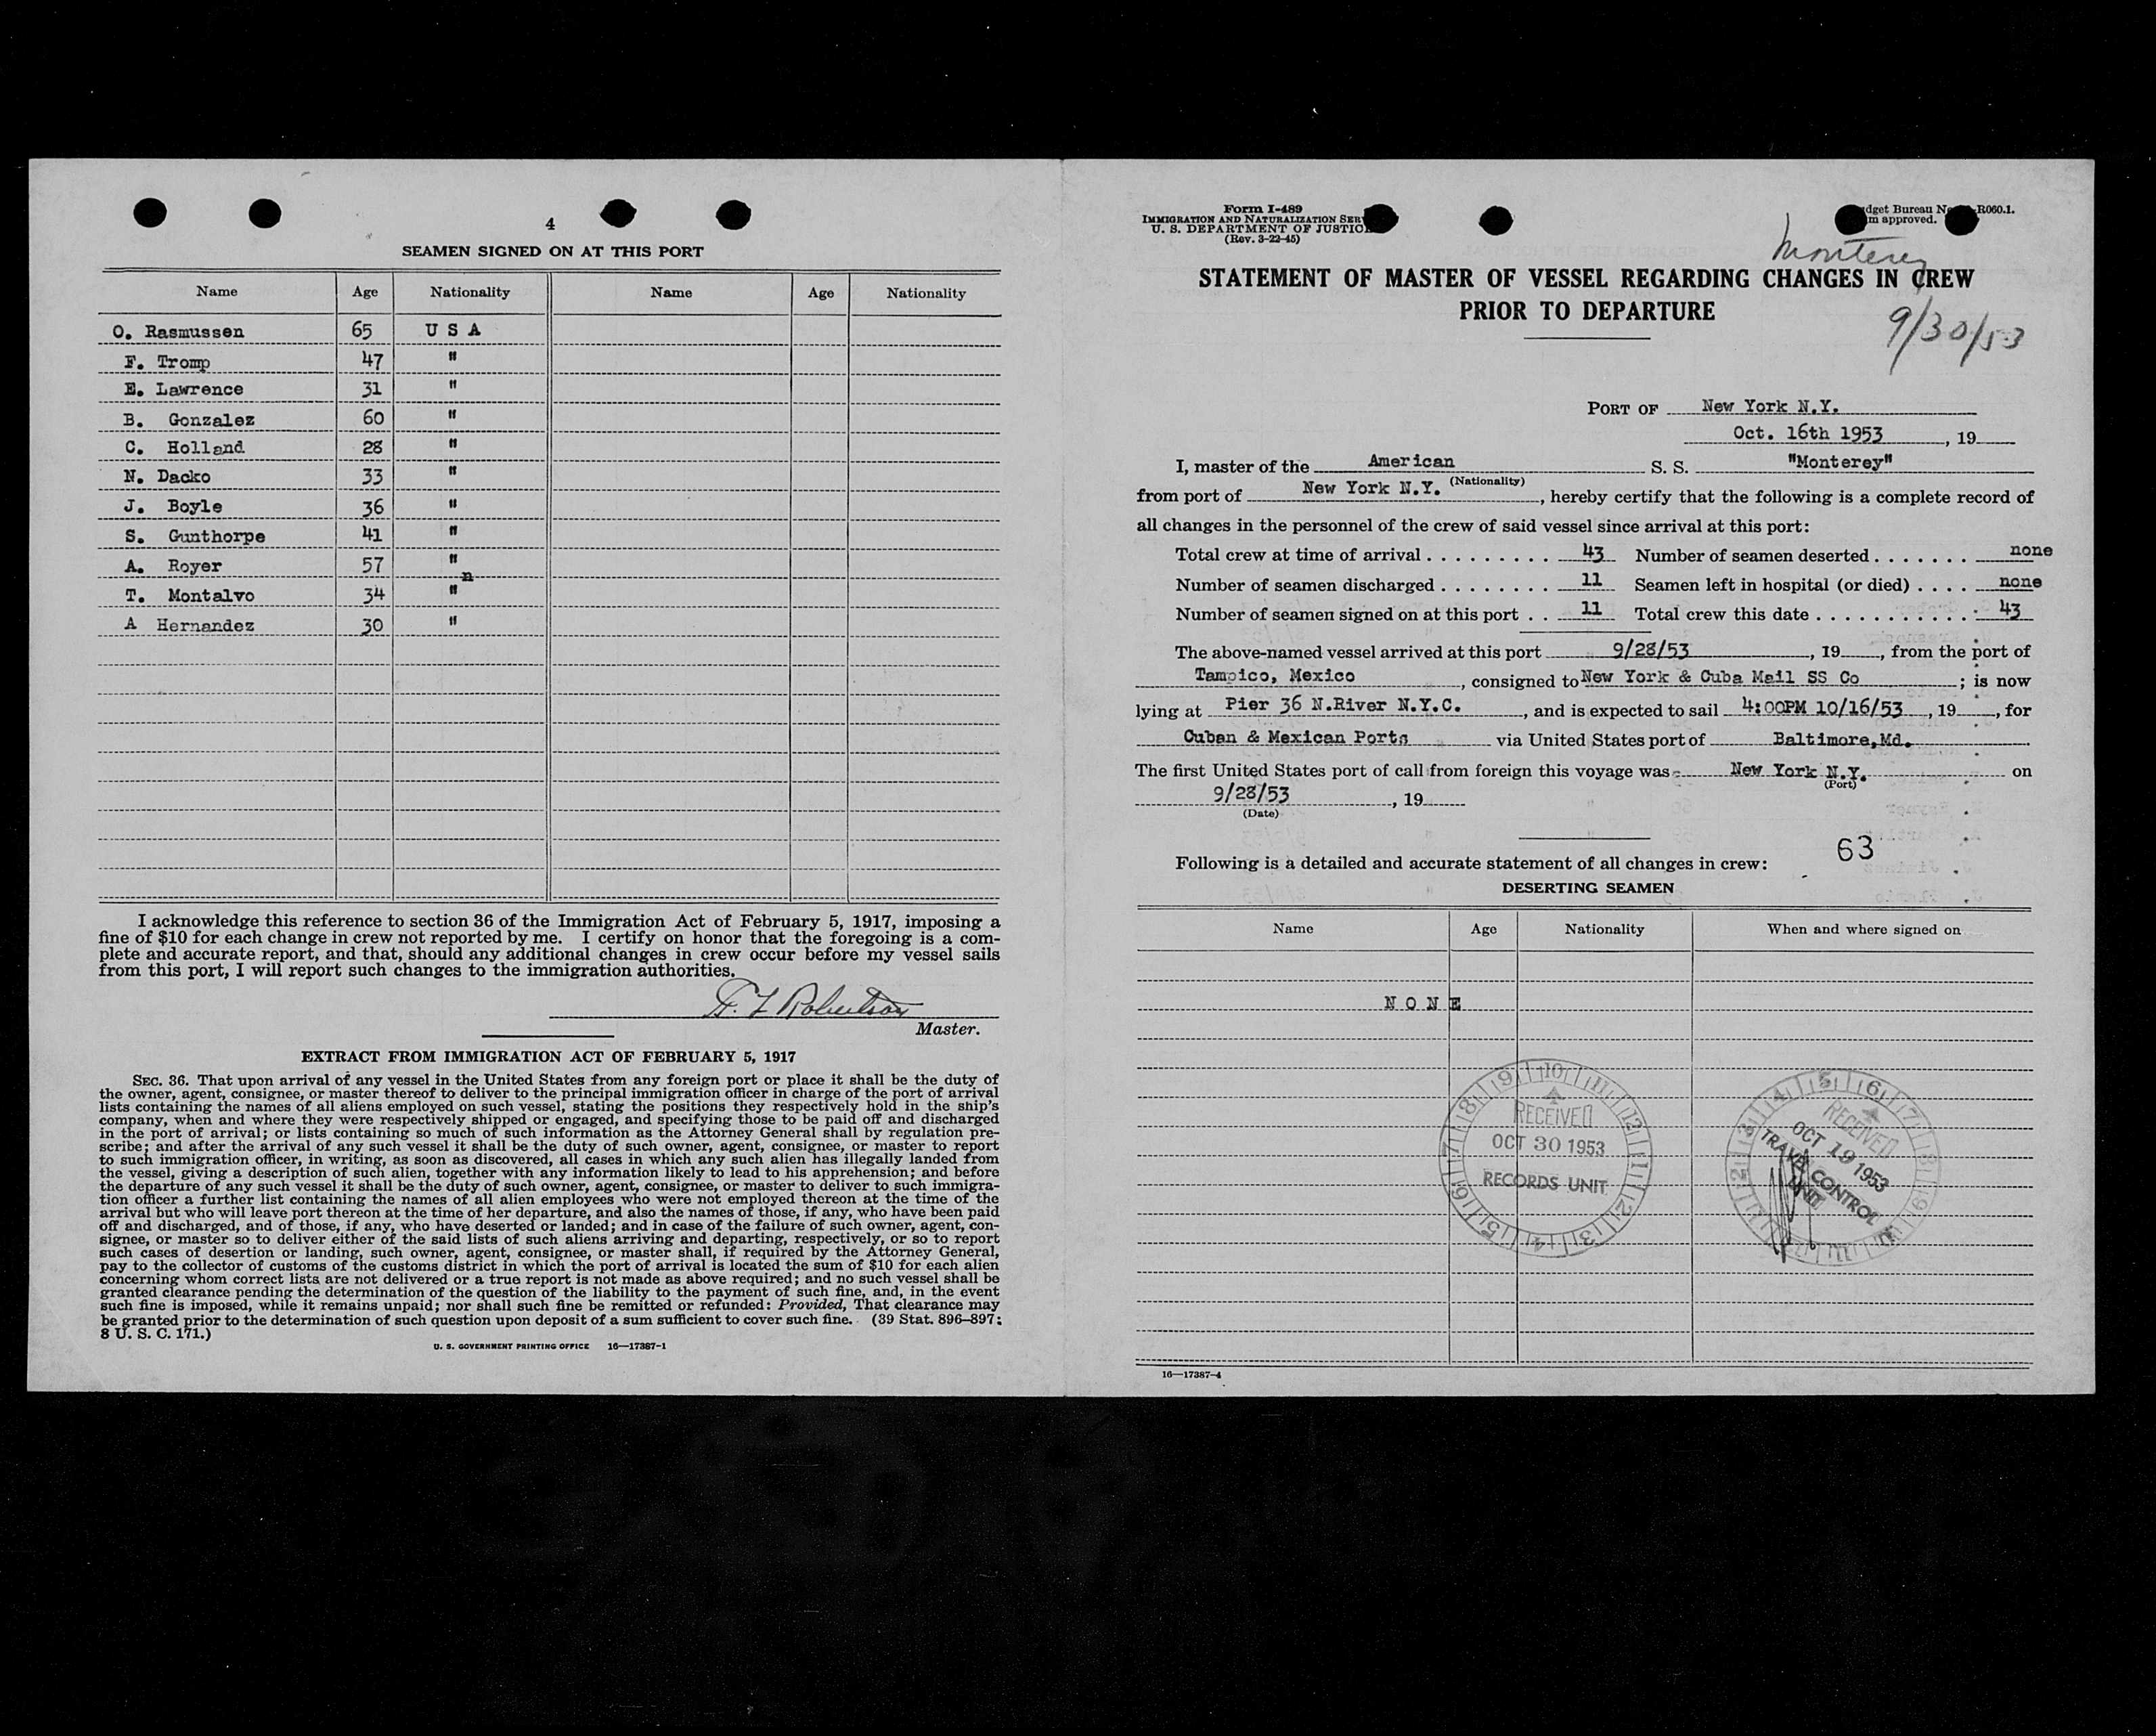 4
SEAMEN SIGNED ON AT THIS PORT
Name Age Nationality Name Age Nationality
O. Rasmussen 65 U S A
F. Tromp 47 "
E. Lawrence 31 "
B. Gonzalez 60 "
C. Holland 28 "
N. Dacko 33 "
J. Boyle 36 "
S. Gunthorpe 41 "
A. Royer 57 "
n
T. Montalvo 34 "
A Hernandez 30 "
I acknowledge this reference to section 36 of the Immigration Act of February 5, 1917, imposing a
fine of $10 for each change in crew not reported by me. I certify on honor that the foregoing is a com-
plete and accurate report, and that, should any additional changes in crew occur before my vessel sails
from this port, I will report such changes to the immigration authorities.
Robertson
Master.
EXTRACT FROM IMMIGRATION ACT OF FEBRUARY 5, 1917
SEC. 36. That upon arrival of any vessel in the United States from any foreign port or place it shall be the duty of
the owner, agent, consignee, or master thereof to deliver to the principal immigration officer in charge of the port of arrival
lists containing the names of all aliens employed on such vessel, stating the positions they respectively hold in the ship's
company, when and where they were respectively shipped or engaged, and specifying those to be paid off and discharged
in the port of arrival; or lists containing so much of such information as the Attorney General shall by regulation pre-
scribe; and after the arrival of any such vessel it shall be the duty of such owner, agent, consignee, or master to report
to such immigration officer, in writing, as soon as discovered, all cases in which any such alien has illegally landed from
the vessel, giving a description of such alien, together with any information likely to lead to his apprehension; and before
the departure of any such vessel it shall be the duty of such owner, agent, consignee, or master to deliver to such immigra-
tion officer a further list containing the names of all alien employees who were not employed thereon at the time of the
arrival but who will leave port thereon at the time of her departure, and also the names of those, if any, who have been paid
off and discharged, and of those, if any, who have deserted or landed; and in case of the failure of such owner, agent, con-
signee, or master so to deliver either of the said lists of such aliens arriving and departing, respectively, or so to report
such cases of desertion or landing, such owner, agent, consignee, or master shall, if required by the Attorney General,
pay to the collector of customs of the customs district in which the port of arrival is located the sum of $10 for each alien
concerning whom correct lists are not delivered or a true report is not made as above required; and no such vessel shall be
granted clearance pending the determination of the question of the liability to the payment of such fine, and, in the event
such fine is imposed, while it remains unpaid; nor shall such fine be remitted or refunded: Provided, That clearance may
be granted prior to the determination of such question upon deposit of a sum sufficient to cover such fine. (39 Stat. 896–897;
8 U. S. C. 171.)
U. S. GOVERNMENT PRINTING OFFICE 16—17387-1
Form I-489
IMMIGRATION AND NATURALIZATION SER
U. S. DEPARTMENT OF JUSTICE
(Rev. 3-22-45)
dget Bureau No R060.1.
m approved.
Monterey
STATEMENT OF MASTER OF VESSEL REGARDING CHANGES IN CREW
PRIOR TO DEPARTURE
9/30/53
PORT OF New York N.Y.
Oct. 16th 1953, 19
I, master of the American S. S. "Monterey"
(Nationality)
from port of New York N.Y., hereby certify that the following is a complete record of
all changes in the personnel of the crew of said vessel since arrival at this port:
Total crew at time of arrival . . . . . . . . . . 43 Number of seamen deserted . . . . . . . none
Number of seamen discharged . . . . . . . . . 11 Seamen left in hospital (or died) . . . . none
Number of seamen signed on at this port . . 11 Total crew this date . . . . . . . . . . . . 43
The above-named vessel arrived at this port 9/28/53, 19, from the port of
Tampico, Mexico, consigned to New York & Cuba Mail SS Co; is now
lying at Pier 36 N.River N.Y.C., and is expected to sail 4:00PM 10/16/53, 19, for
Cuban & Mexican Ports via United States port of Baltimore,Md.
The first United States port of call from foreign this voyage was New York N.Y. on
(Port)
9/28/53, 19
(Date)
63
Following is a detailed and accurate statement of all changes in crew:
DESERTING SEAMEN
Name Age Nationality When and where signed on
N O N E
RECEIVED
OCT 30 1953
RECORDS UNIT
RECEIVED
OCT 19 1953
TRAVEL CONTROL
UNIT
16—17387-4